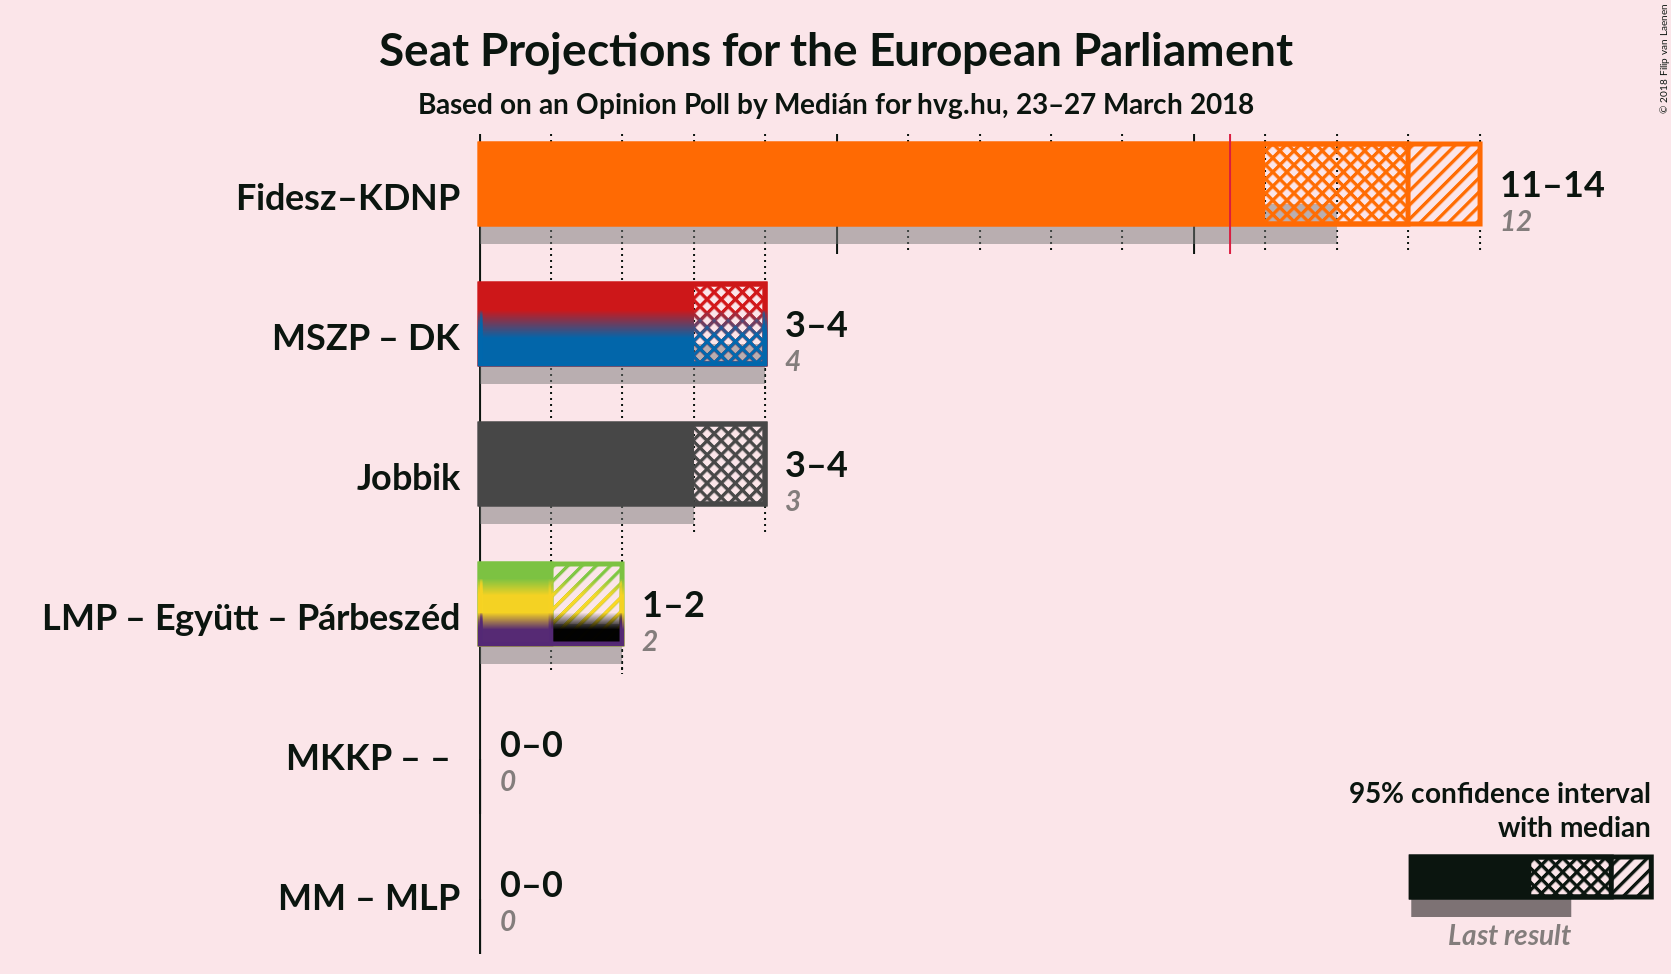 Seat Projections for the European Parliament
Based on an Opinion Poll by Medián for hvg.hu, 23–27 March 2018
© 2018 Filip van Laenen
Fidesz–KDNP
11–14
12
MSZP – DK
3–4
4
Jobbik
3–4
3
LMP – Együtt – Párbeszéd
1–2
2
MKKP – –
0–0
0
MM – MLP
0–0
0
95% confidence interval
with median
Last result